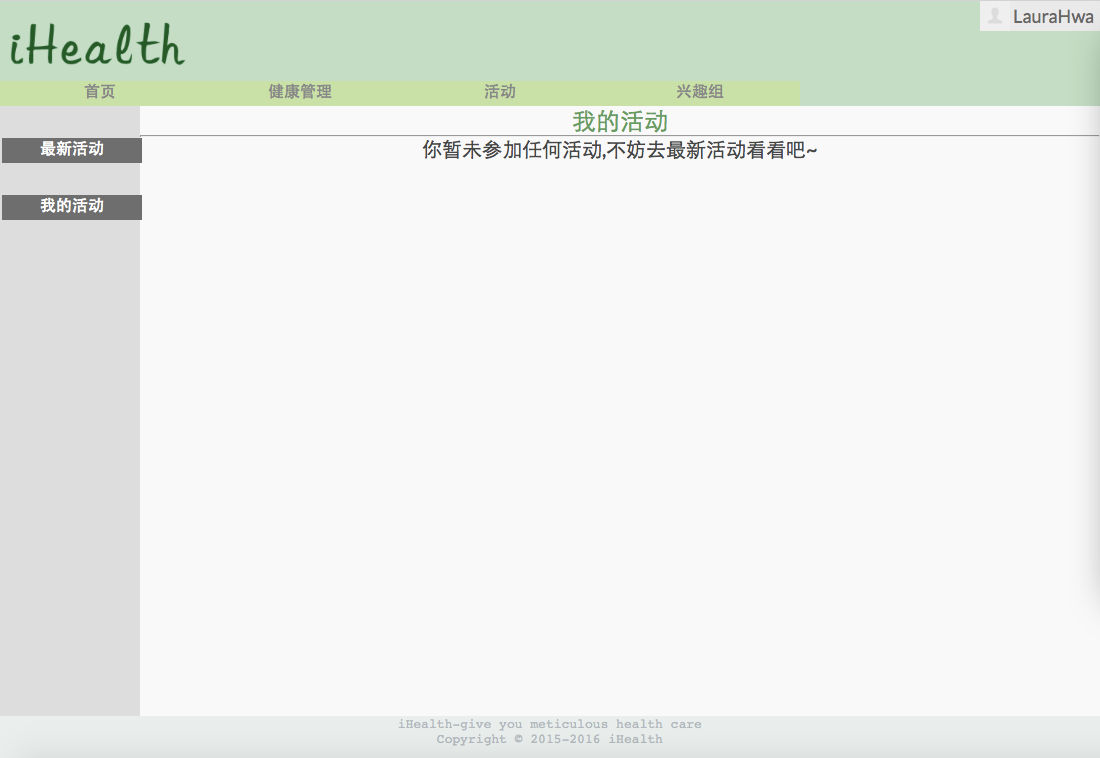 LauraHwa
iHealth
首页 健康管理 活动 兴趣组
我的活动
最新活动
你暂未参加任何活动,不妨去最新活动看看吧~
我的活动
iHealth-give you meticulous health care
Copyright © 2015-2016 iHealth